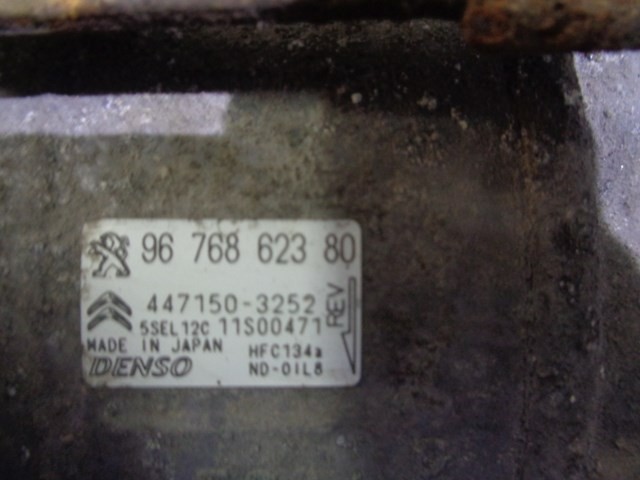 96 768 623 80
447150-3252
5SEL12C 11S00471
REV
MADE IN JAPAN HFC134a
DENSO ND-OIL8